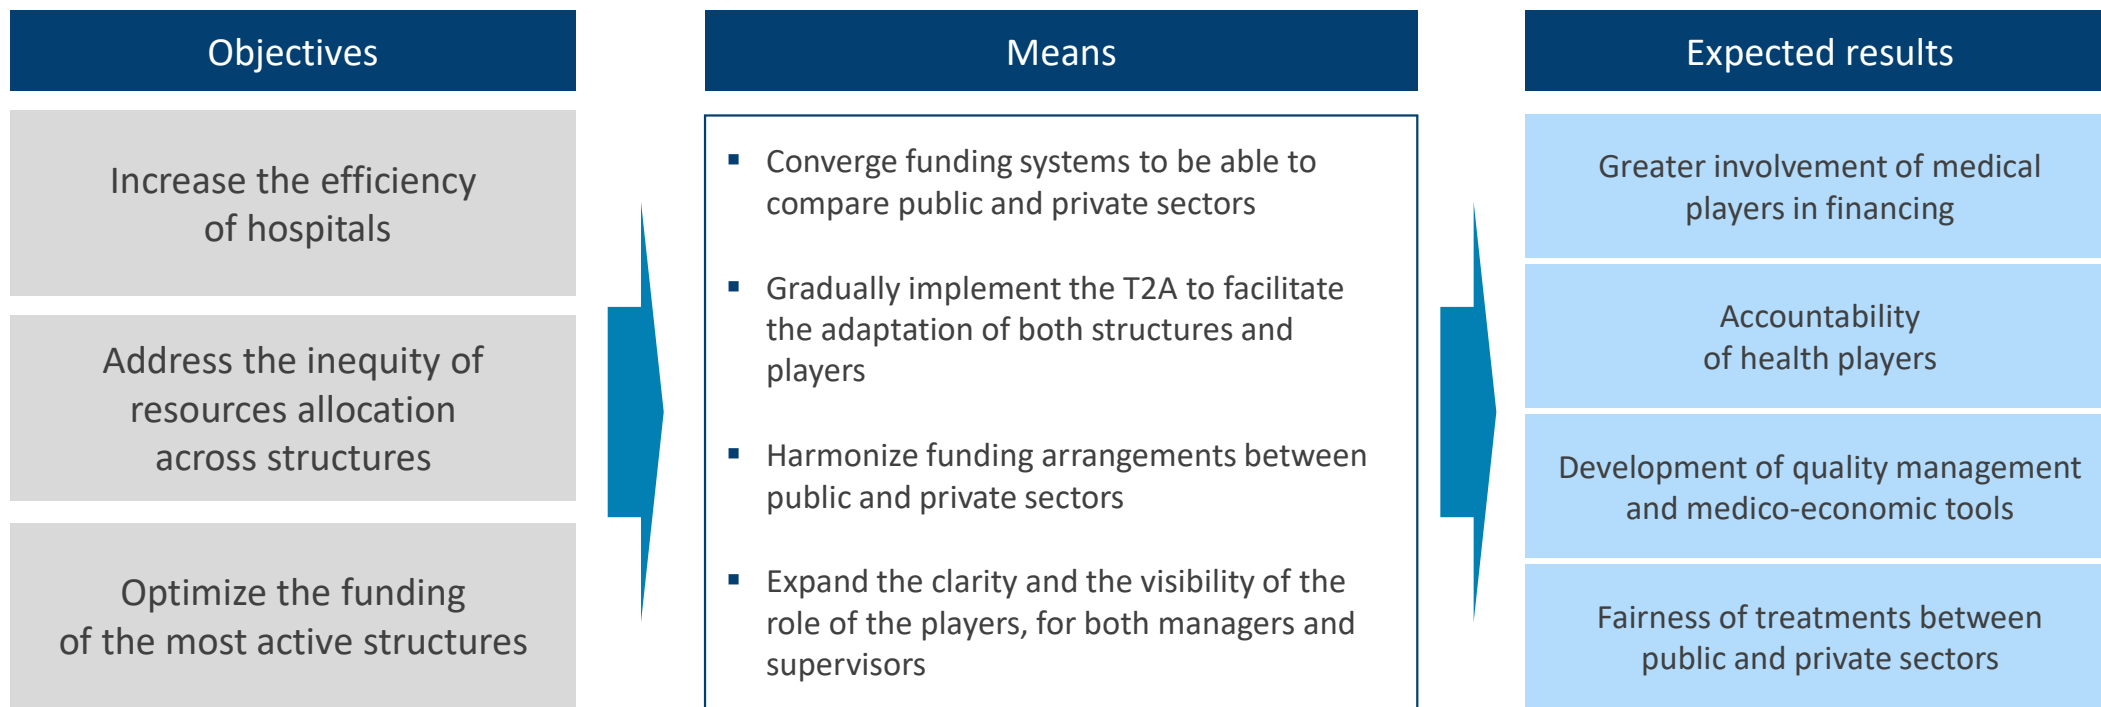 Objectives
Increase the efficiency
of hospitals
Address the inequity of
resources allocation
across structures
Optimize the funding
of the most active structures
Means
▪ Converge funding systems to be able to
compare public and private sectors
▪ Gradually implement the T2A to facilitate
the adaptation of both structures and
players
▪ Harmonize funding arrangements between
public and private sectors
▪ Expand the clarity and the visibility of the
role of the players, for both managers and
supervisors
Expected results
Greater involvement of medical
players in financing
Accountability
of health players
Development of quality management
and medico-economic tools
Fairness of treatments between
public and private sectors